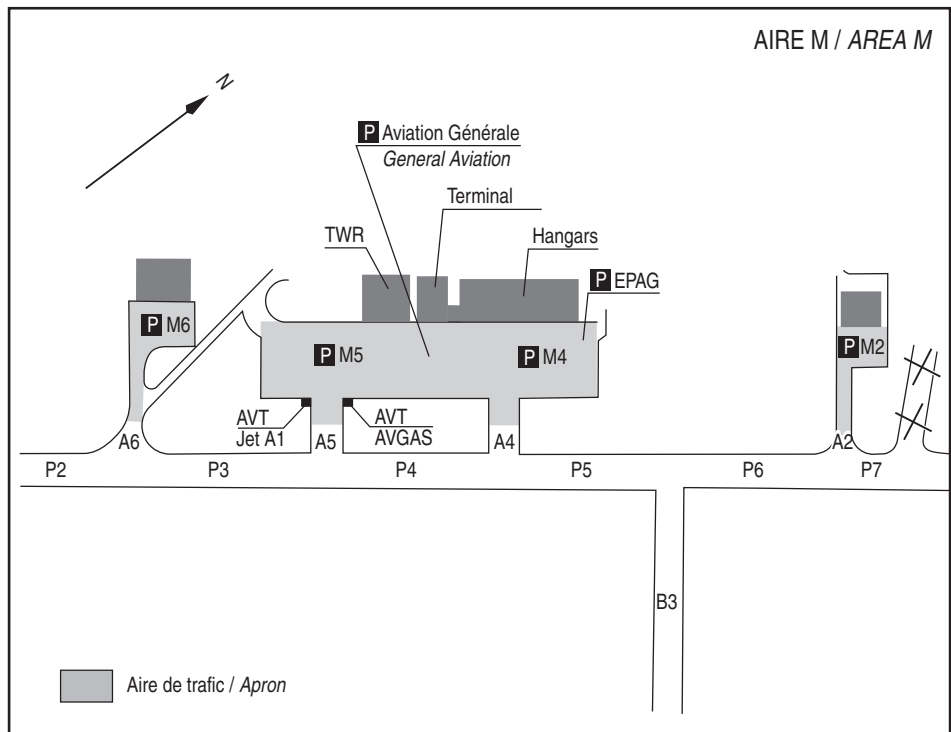 AIRE M / AREA M
N
P Aviation Générale
General Aviation
Terminal
TWR
Hangars
P EPAG
P M6
P M5
P M4
P M2
AVT
Jet A1
AVT
AVGAS
A6
A5
A4
A2
P2
P3
P4
P5
P6
P7
B3
Aire de trafic / Apron